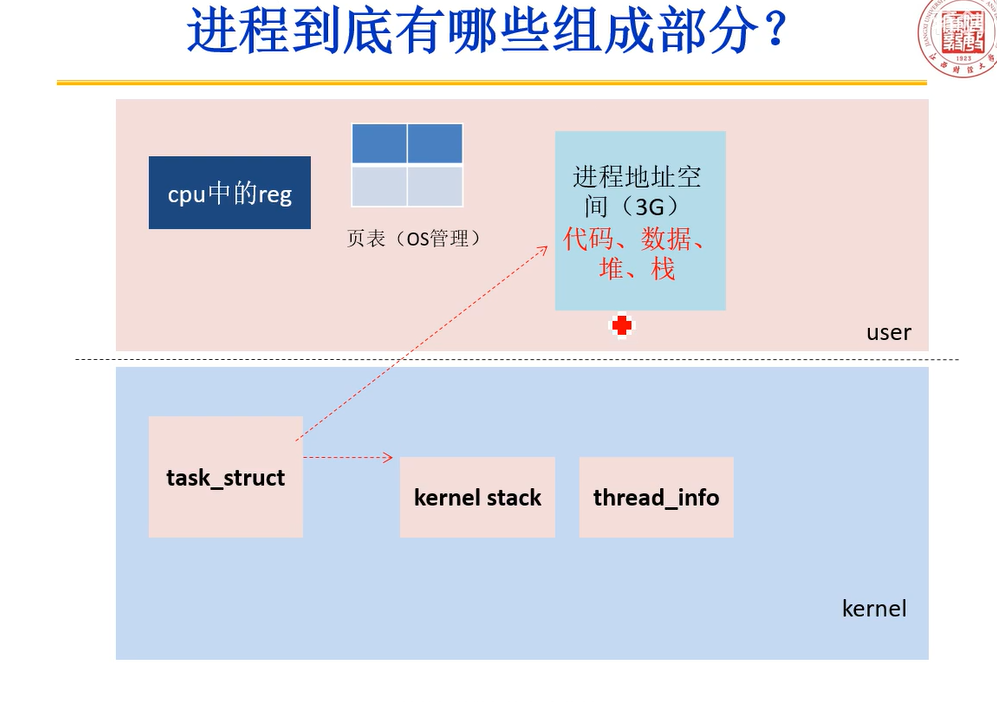 进程到底有哪些组成部分？
cpu中的reg
页表（OS管理）
进程地址空
间（3G）
代码、数据、
堆、栈
user
task_struct
kernel stack
thread_info
kernel
1923